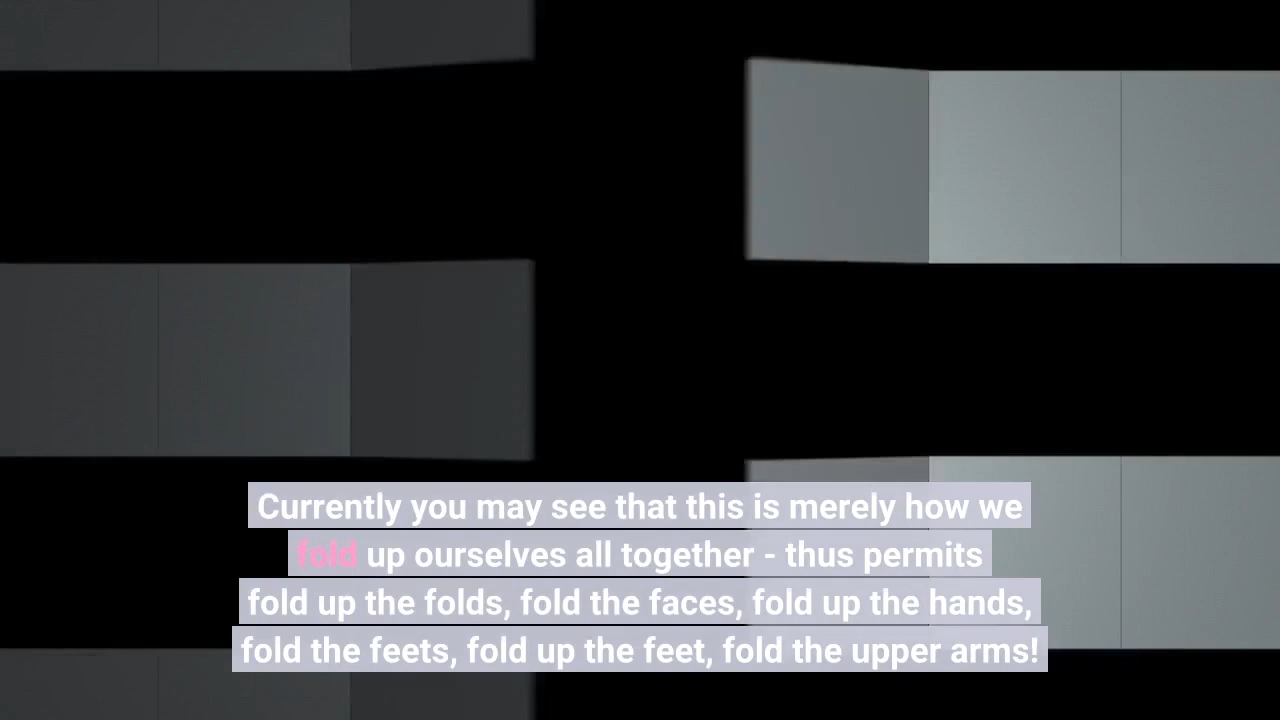 Currently you may see that this is merely how we
fold up ourselves all together - thus permits
fold up the folds, fold the faces, fold up the hands,
fold the feets, fold up the feet, fold the upper arms!